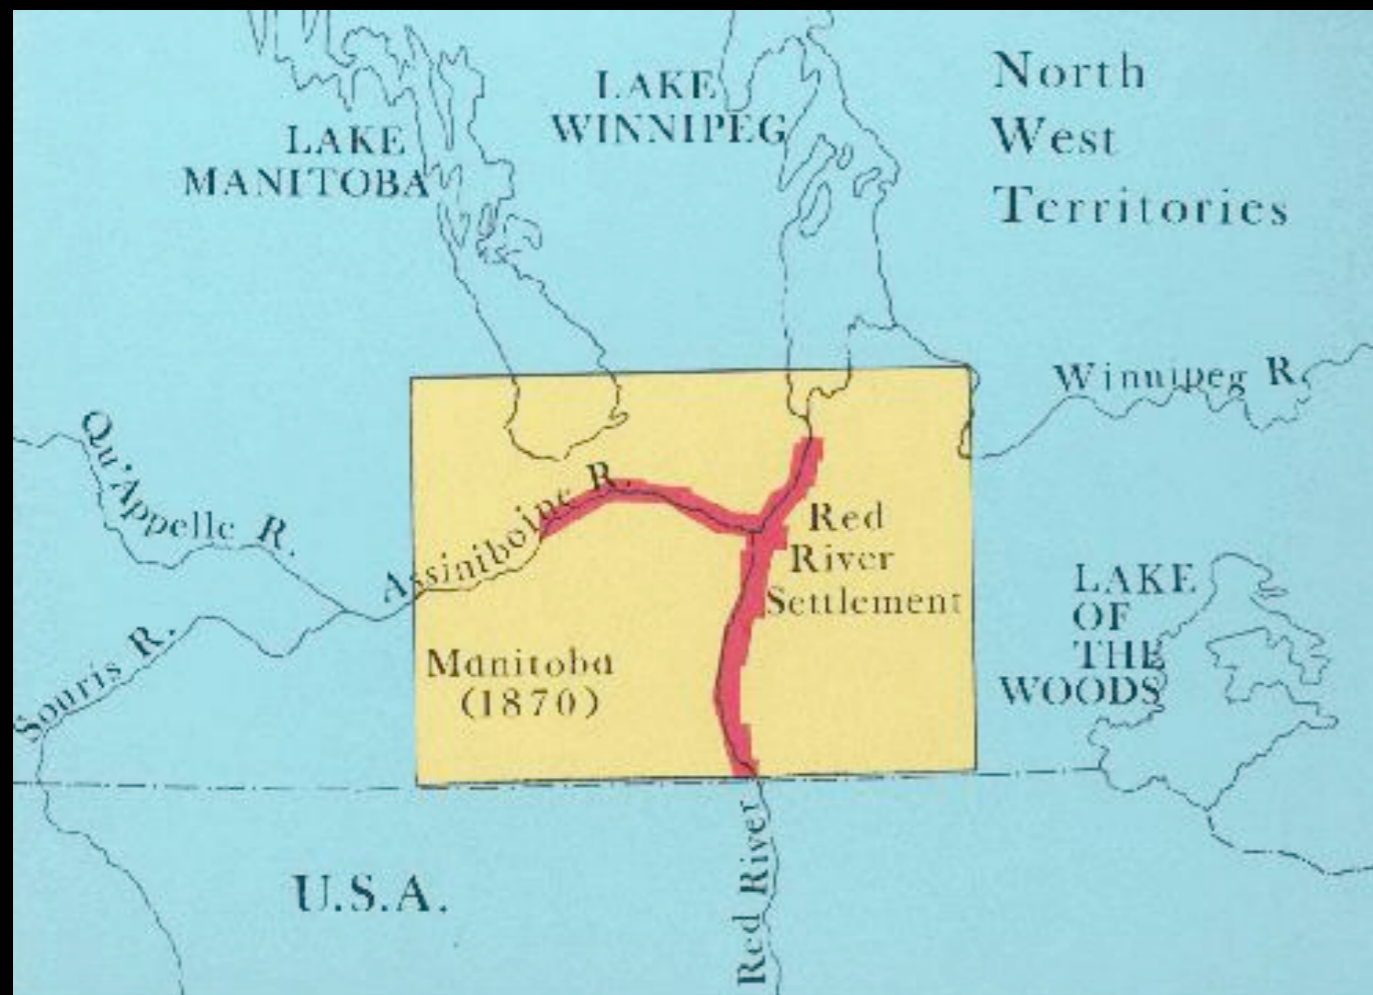 North
West
Territories
LAKE
WINNIPEG
LAKE
MANITOBA
Winnipeg R.
Qu'Appelle R.
Assiniboine R.
Red
River
Settlement
LAKE
OF
THE
WOODS
Souris R.
Manitoba
(1870)
U.S.A.
Red River